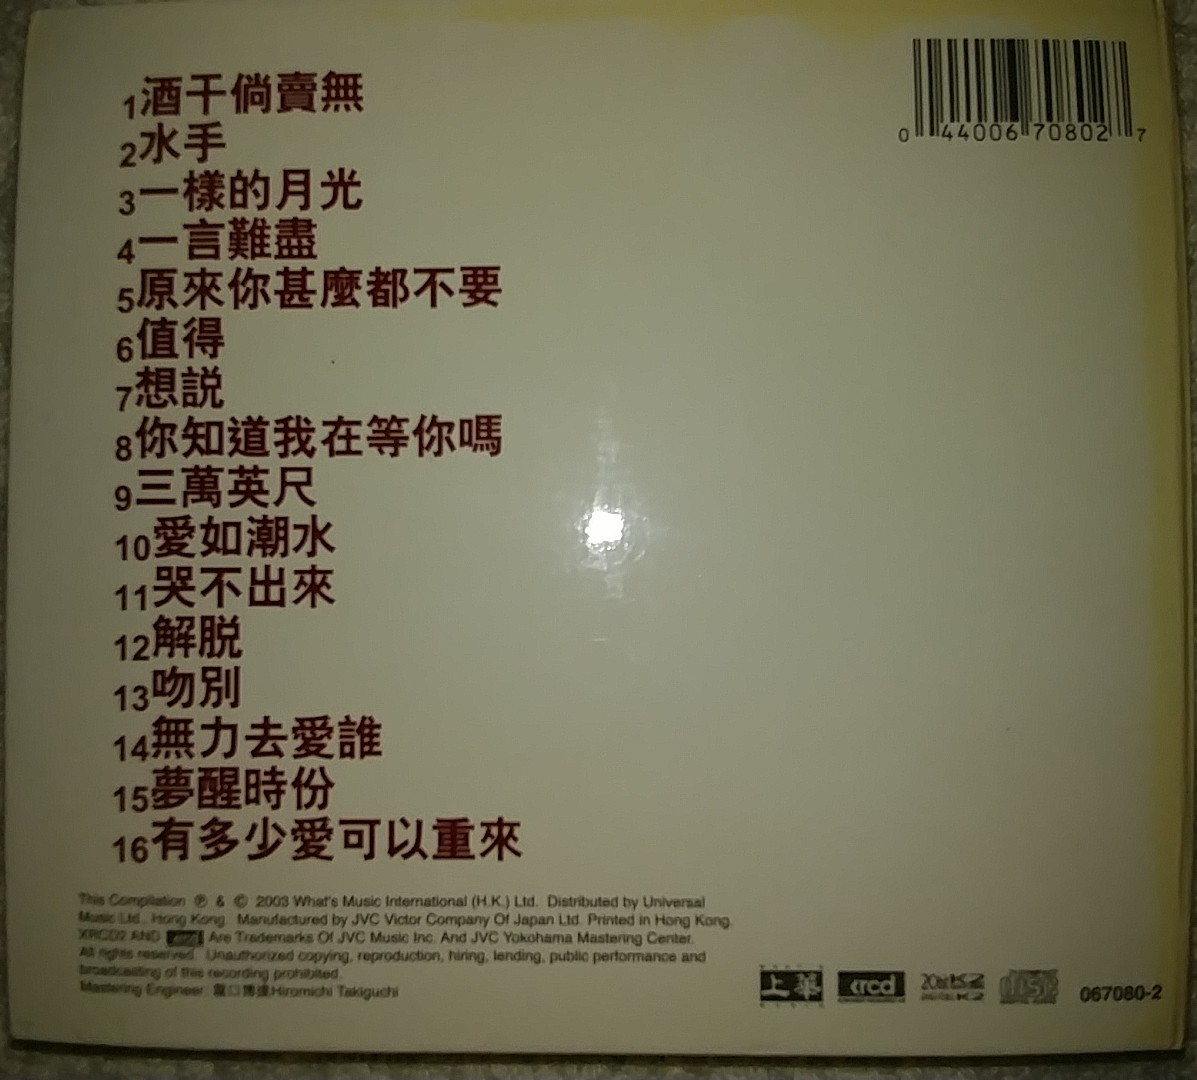 1酒干倘賣無
2水手
3一樣的月光
4一言難盡
5原來你甚麼都不要
6值得
7想説
8你知道我在等你嗎
9三萬英尺
10愛如潮水
11哭不出來
12解脱
13吻別
14無力去愛誰
15夢醒時份
16有多少愛可以重來
0 44006 70802 7
This Compilation ℗ & © 2003 What's Music International (H.K.) Ltd. Distributed by Universal
Music Ltd., Hong Kong. Manufactured by JVC Victor Company Of Japan Ltd. Printed in Hong Kong.
XRCD2 AND Are Trademarks Of JVC Music Inc. And JVC Yokohama Mastering Center.
All rights reserved. Unauthorized copying, reproduction, hiring, lending, public performance and
broadcasting of this recording prohibited.
Mastering Engineer: Hiromichi Takiguchi
上華 xrcd 20bit K2 067080-2